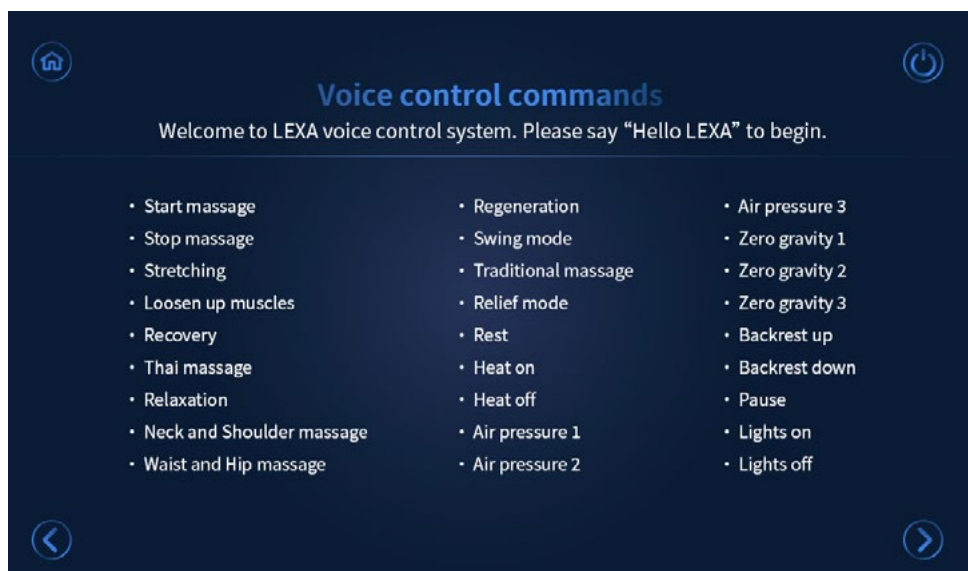 Voice control commands
Welcome to LEXA voice control system. Please say “Hello LEXA” to begin.
• Start massage
• Stop massage
• Stretching
• Loosen up muscles
• Recovery
• Thai massage
• Relaxation
• Neck and Shoulder massage
• Waist and Hip massage
• Regeneration
• Swing mode
• Traditional massage
• Relief mode
• Rest
• Heat on
• Heat off
• Air pressure 1
• Air pressure 2
• Air pressure 3
• Zero gravity 1
• Zero gravity 2
• Zero gravity 3
• Backrest up
• Backrest down
• Pause
• Lights on
• Lights off